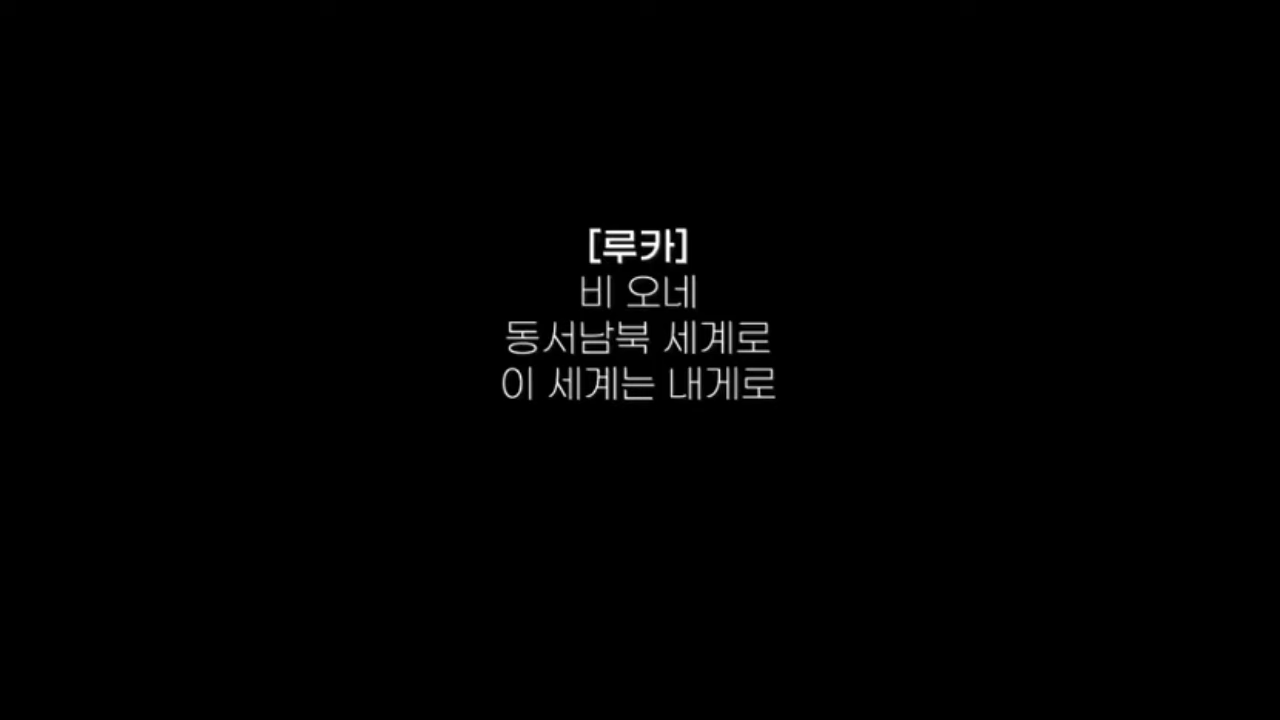 [루카]
비 오네
동서남북 세계로
이 세계는 내게로